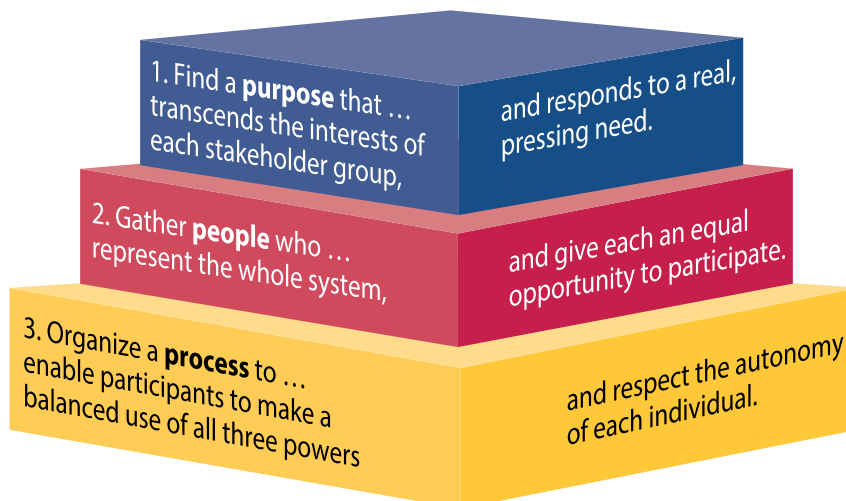 1. Find a purpose that …
transcends the interests of
each stakeholder group,
and responds to a real,
pressing need.
2. Gather people who …
represent the whole system,
and give each an equal
opportunity to participate.
3. Organize a process to …
enable participants to make a
balanced use of all three powers
and respect the autonomy
of each individual.